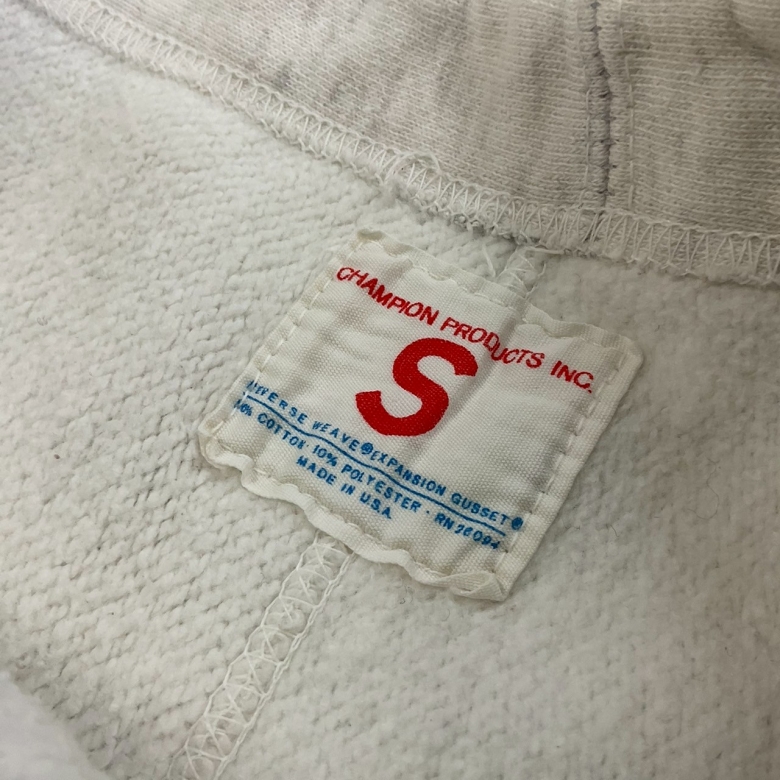 CHAMPION PRODUCTS INC.
S
REVERSE WEAVE® EXPANSION GUSSET®
COTTON · 10% POLYESTER · RN 26094
MADE IN U.S.A.